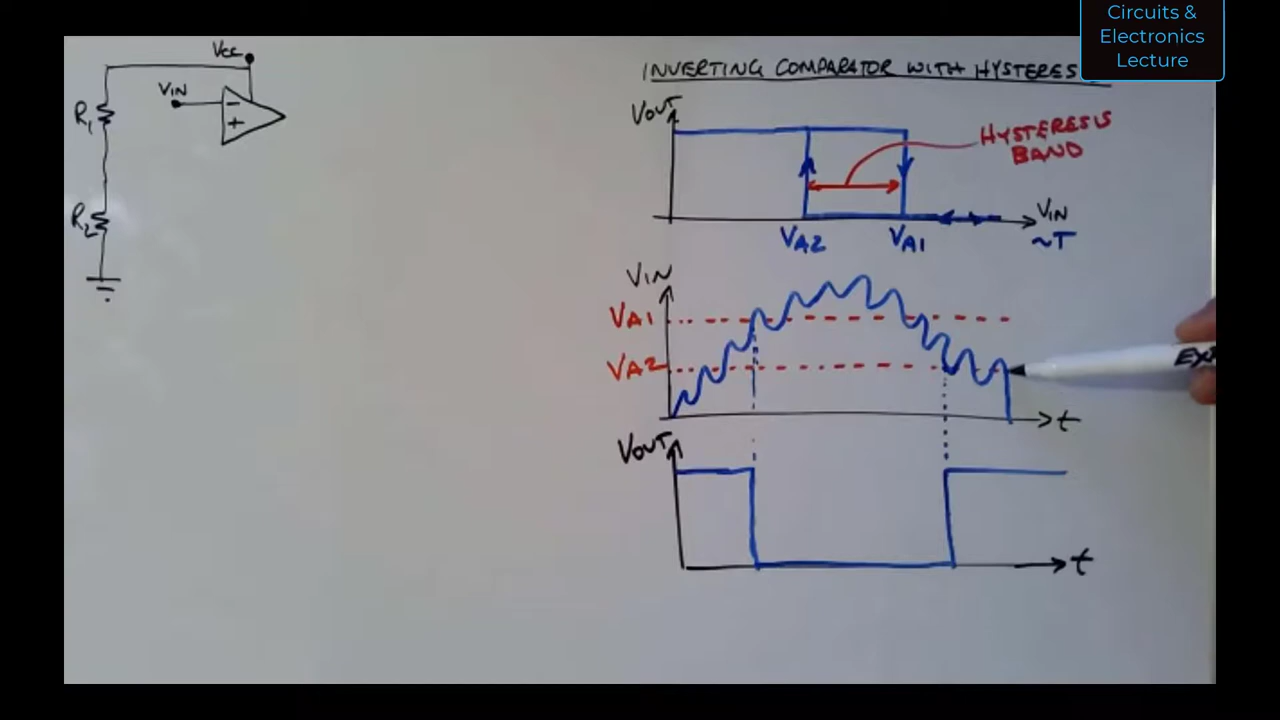 Circuits &
Electronics
Lecture
VCC
VIN
R1
R2
-
+
INVERTING COMPARATOR WITH HYSTERES
VOUT
HYSTERESIS
BAND
VA2
VA1
VIN
~T
VIN
VA1
VA2
t
VOUT
t